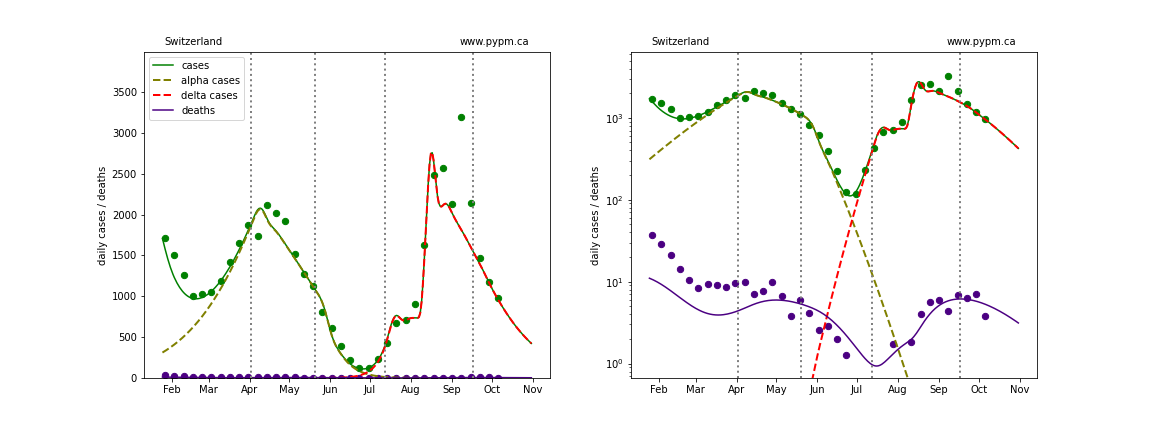 Switzerland www.pypm.ca
cases
alpha cases
delta cases
deaths
daily cases / deaths
3500
3000
2500
2000
1500
1000
500
0
Feb Mar Apr May Jun Jul Aug Sep Oct Nov
Switzerland www.pypm.ca
daily cases / deaths
10³
10²
10¹
10⁰
Feb Mar Apr May Jun Jul Aug Sep Oct Nov